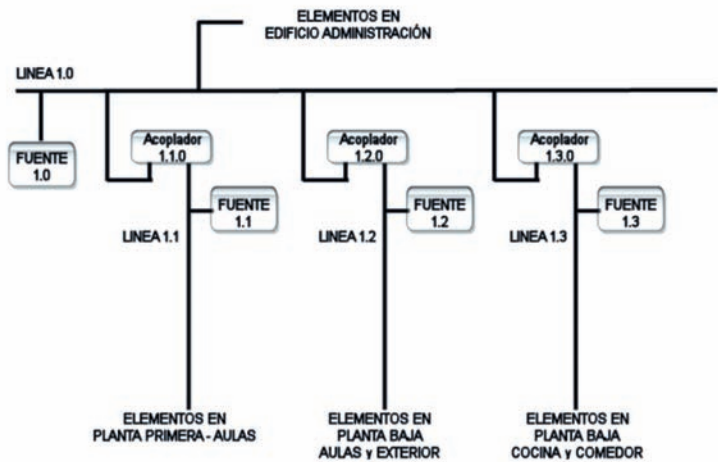 ELEMENTOS EN
EDIFICIO ADMINISTRACIÓN
LINEA 1.0
FUENTE
1.0
Acoplador
1.1.0
Acoplador
1.2.0
Acoplador
1.3.0
FUENTE
1.1
FUENTE
1.2
FUENTE
1.3
LINEA 1.1
LINEA 1.2
LINEA 1.3
ELEMENTOS EN
PLANTA PRIMERA - AULAS
ELEMENTOS EN
PLANTA BAJA
AULAS y EXTERIOR
ELEMENTOS EN
PLANTA BAJA
COCINA y COMEDOR